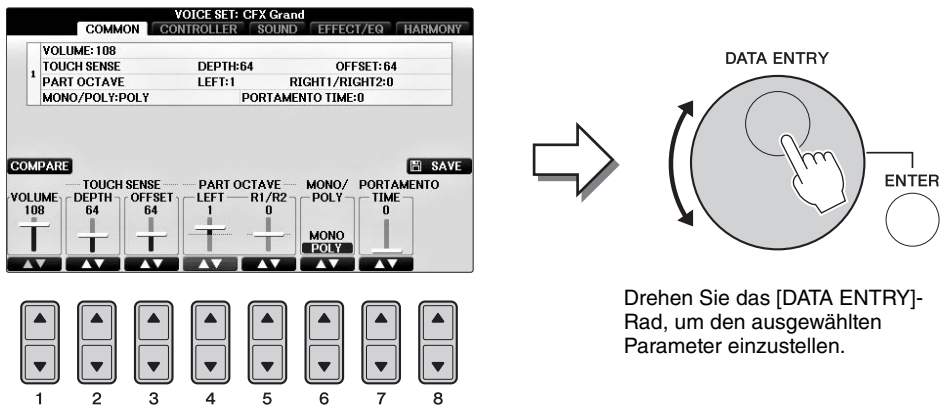 VOICE SET: CFX Grand
COMMON CONTROLLER SOUND EFFECT/EQ HARMONY
VOLUME: 108
1 TOUCH SENSE DEPTH:64 OFFSET:64
PART OCTAVE LEFT:1 RIGHT1/RIGHT2:0
MONO/POLY:POLY PORTAMENTO TIME:0
COMPARE SAVE
TOUCH SENSE PART OCTAVE MONO/ PORTAMENTO
VOLUME DEPTH OFFSET LEFT R1/R2 POLY TIME
108 64 64 1 0 0
MONO
POLY
1 2 3 4 5 6 7 8
DATA ENTRY
ENTER
Drehen Sie das [DATA ENTRY]-
Rad, um den ausgewählten
Parameter einzustellen.